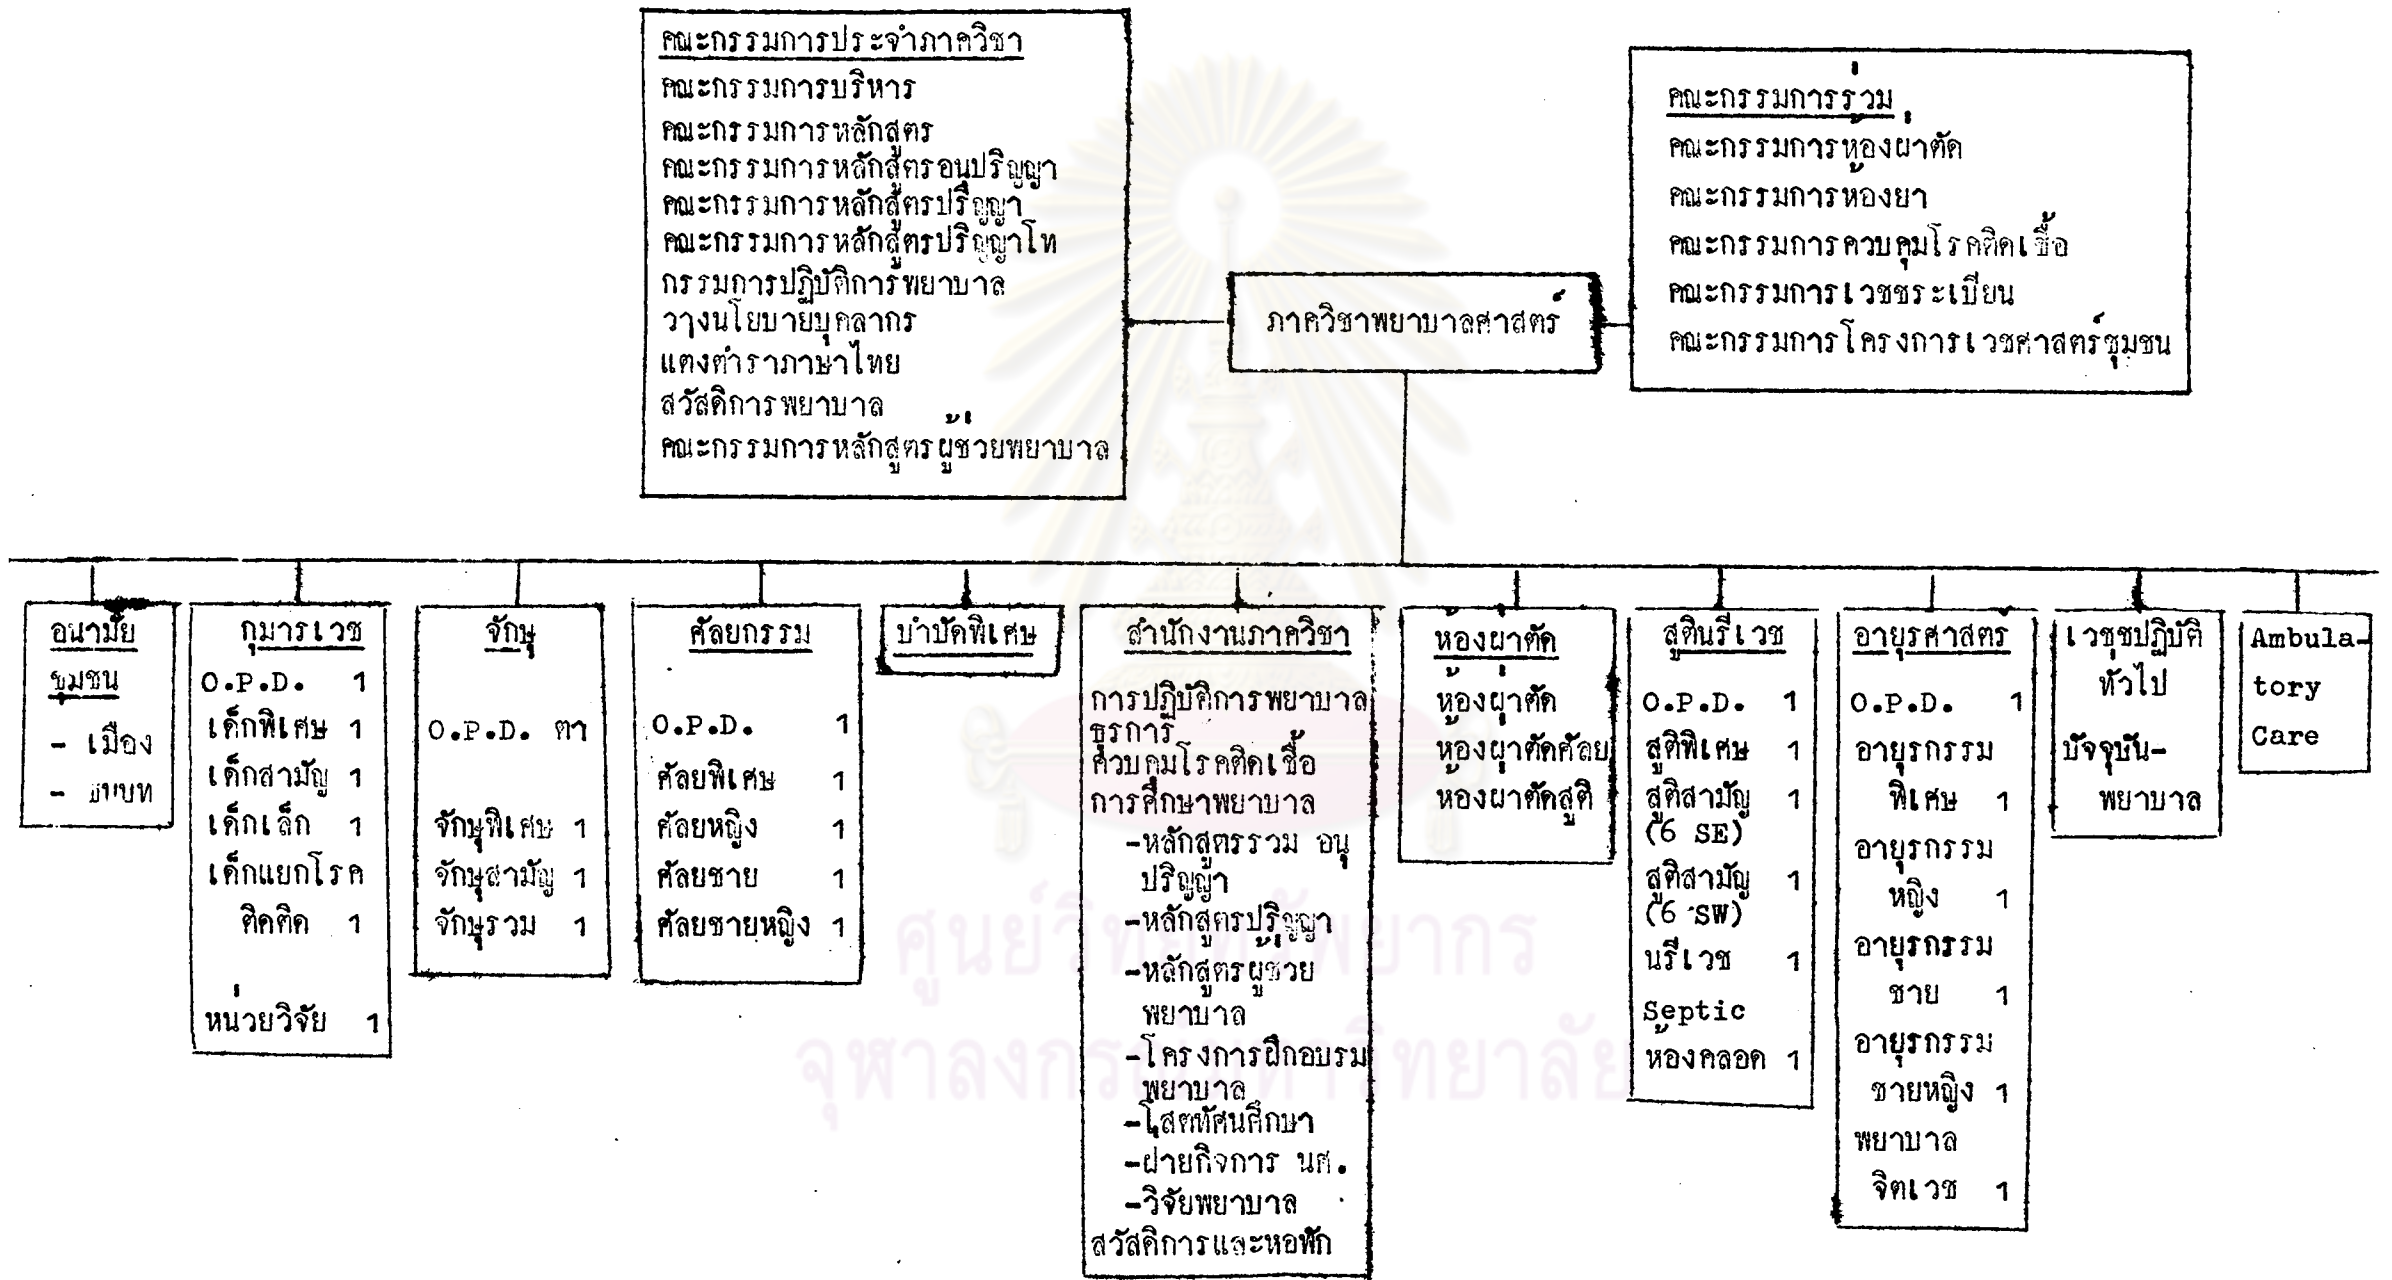 คณะกรรมการประจำภาควิชา
คณะกรรมการบริหาร
คณะกรรมการหลักสูตร
คณะกรรมการหลักสูตรอนุปริญญา
คณะกรรมการหลักสูตรปริญญา
คณะกรรมการหลักสูตรปริญญาโท
กรรมการปฏิบัติการพยาบาล
วางนโยบายบุคลากร
แตงตำราภาษาไทย
สวัสดิการพยาบาล
คณะกรรมการหลักสูตรผู้ช่วยพยาบาล
ภาควิชาพยาบาลศาสตร์
คณะกรรมการร่วม
คณะกรรมการห้องผ่าตัด
คณะกรรมการห้องยา
คณะกรรมการควบคุมโรคติดเชื้อ
คณะกรรมการเวชระเบียน
คณะกรรมการโครงการเวชศาสตร์ชุมชน
อนามัย
ชุมชน
- เมือง
- ชนบท
กุมารเวช
O.P.D. 1
เด็กพิเศษ 1
เด็กสามัญ 1
เด็กเล็ก 1
เด็กแยกโรค
ติดติด 1
หน่วยวิจัย 1
จักษุ
O.P.D. ตา
จักษุพิเศษ 1
จักษุสามัญ 1
จักษุรวม 1
ศัลยกรรม
O.P.D. 1
ศัลยพิเศษ 1
ศัลยหญิง 1
ศัลยชาย 1
ศัลยชายหญิง 1
บำบัดพิเศษ
สำนักงานภาควิชา
การปฏิบัติการพยาบาล
ธุรการ
ควบคุมโรคติดเชื้อ
การศึกษาพยาบาล
-หลักสูตรรวม อนุ
ปริญญา
-หลักสูตรปริญญา
-หลักสูตรผู้ช่วย
พยาบาล
-โครงการฝึกอบรม
พยาบาล
-โสตทัศนศึกษา
-ฝ่ายกิจการ นศ.
-วิจัยพยาบาล
สวัสดิการและหอพัก
ห้องผ่าตัด
ห้องผ่าตัด
ห้องผ่าตัดศัลย
ห้องผาตัดสูติ
สูตินรีเวช
O.P.D. 1
สูติพิเศษ 1
สูติสามัญ 1
(6 SE)
สูติสามัญ 1
(6 SW)
นรีเวช 1
Septic
ห้องคลอด 1
อายุรศาสตร์
O.P.D. 1
อายุรกรรม
พิเศษ 1
อายุรกรรม
หญิง 1
อายุรกรรม
ชาย 1
อายุรกรรม
ชายหญิง 1
พยาบาล
จิตเวช 1
เวชชปฏิบัติ
ทั่วไป
ปัจจุบัน-
พยาบาล
Ambula-
tory
Care
ศูนย์วิทยทรัพยากร
จุฬาลงกรณ์มหาวิทยาลัย